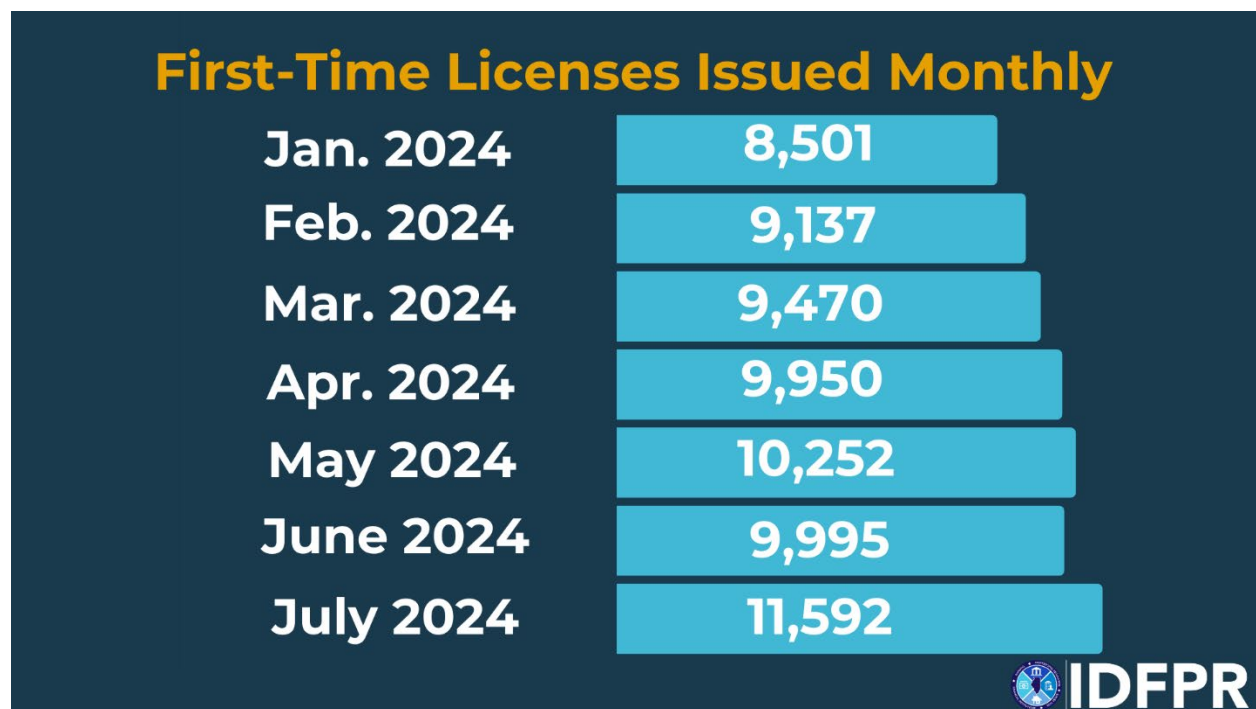 First-Time Licenses Issued Monthly
Jan. 2024 8,501
Feb. 2024 9,137
Mar. 2024 9,470
Apr. 2024 9,950
May 2024 10,252
June 2024 9,995
July 2024 11,592
IDFPR